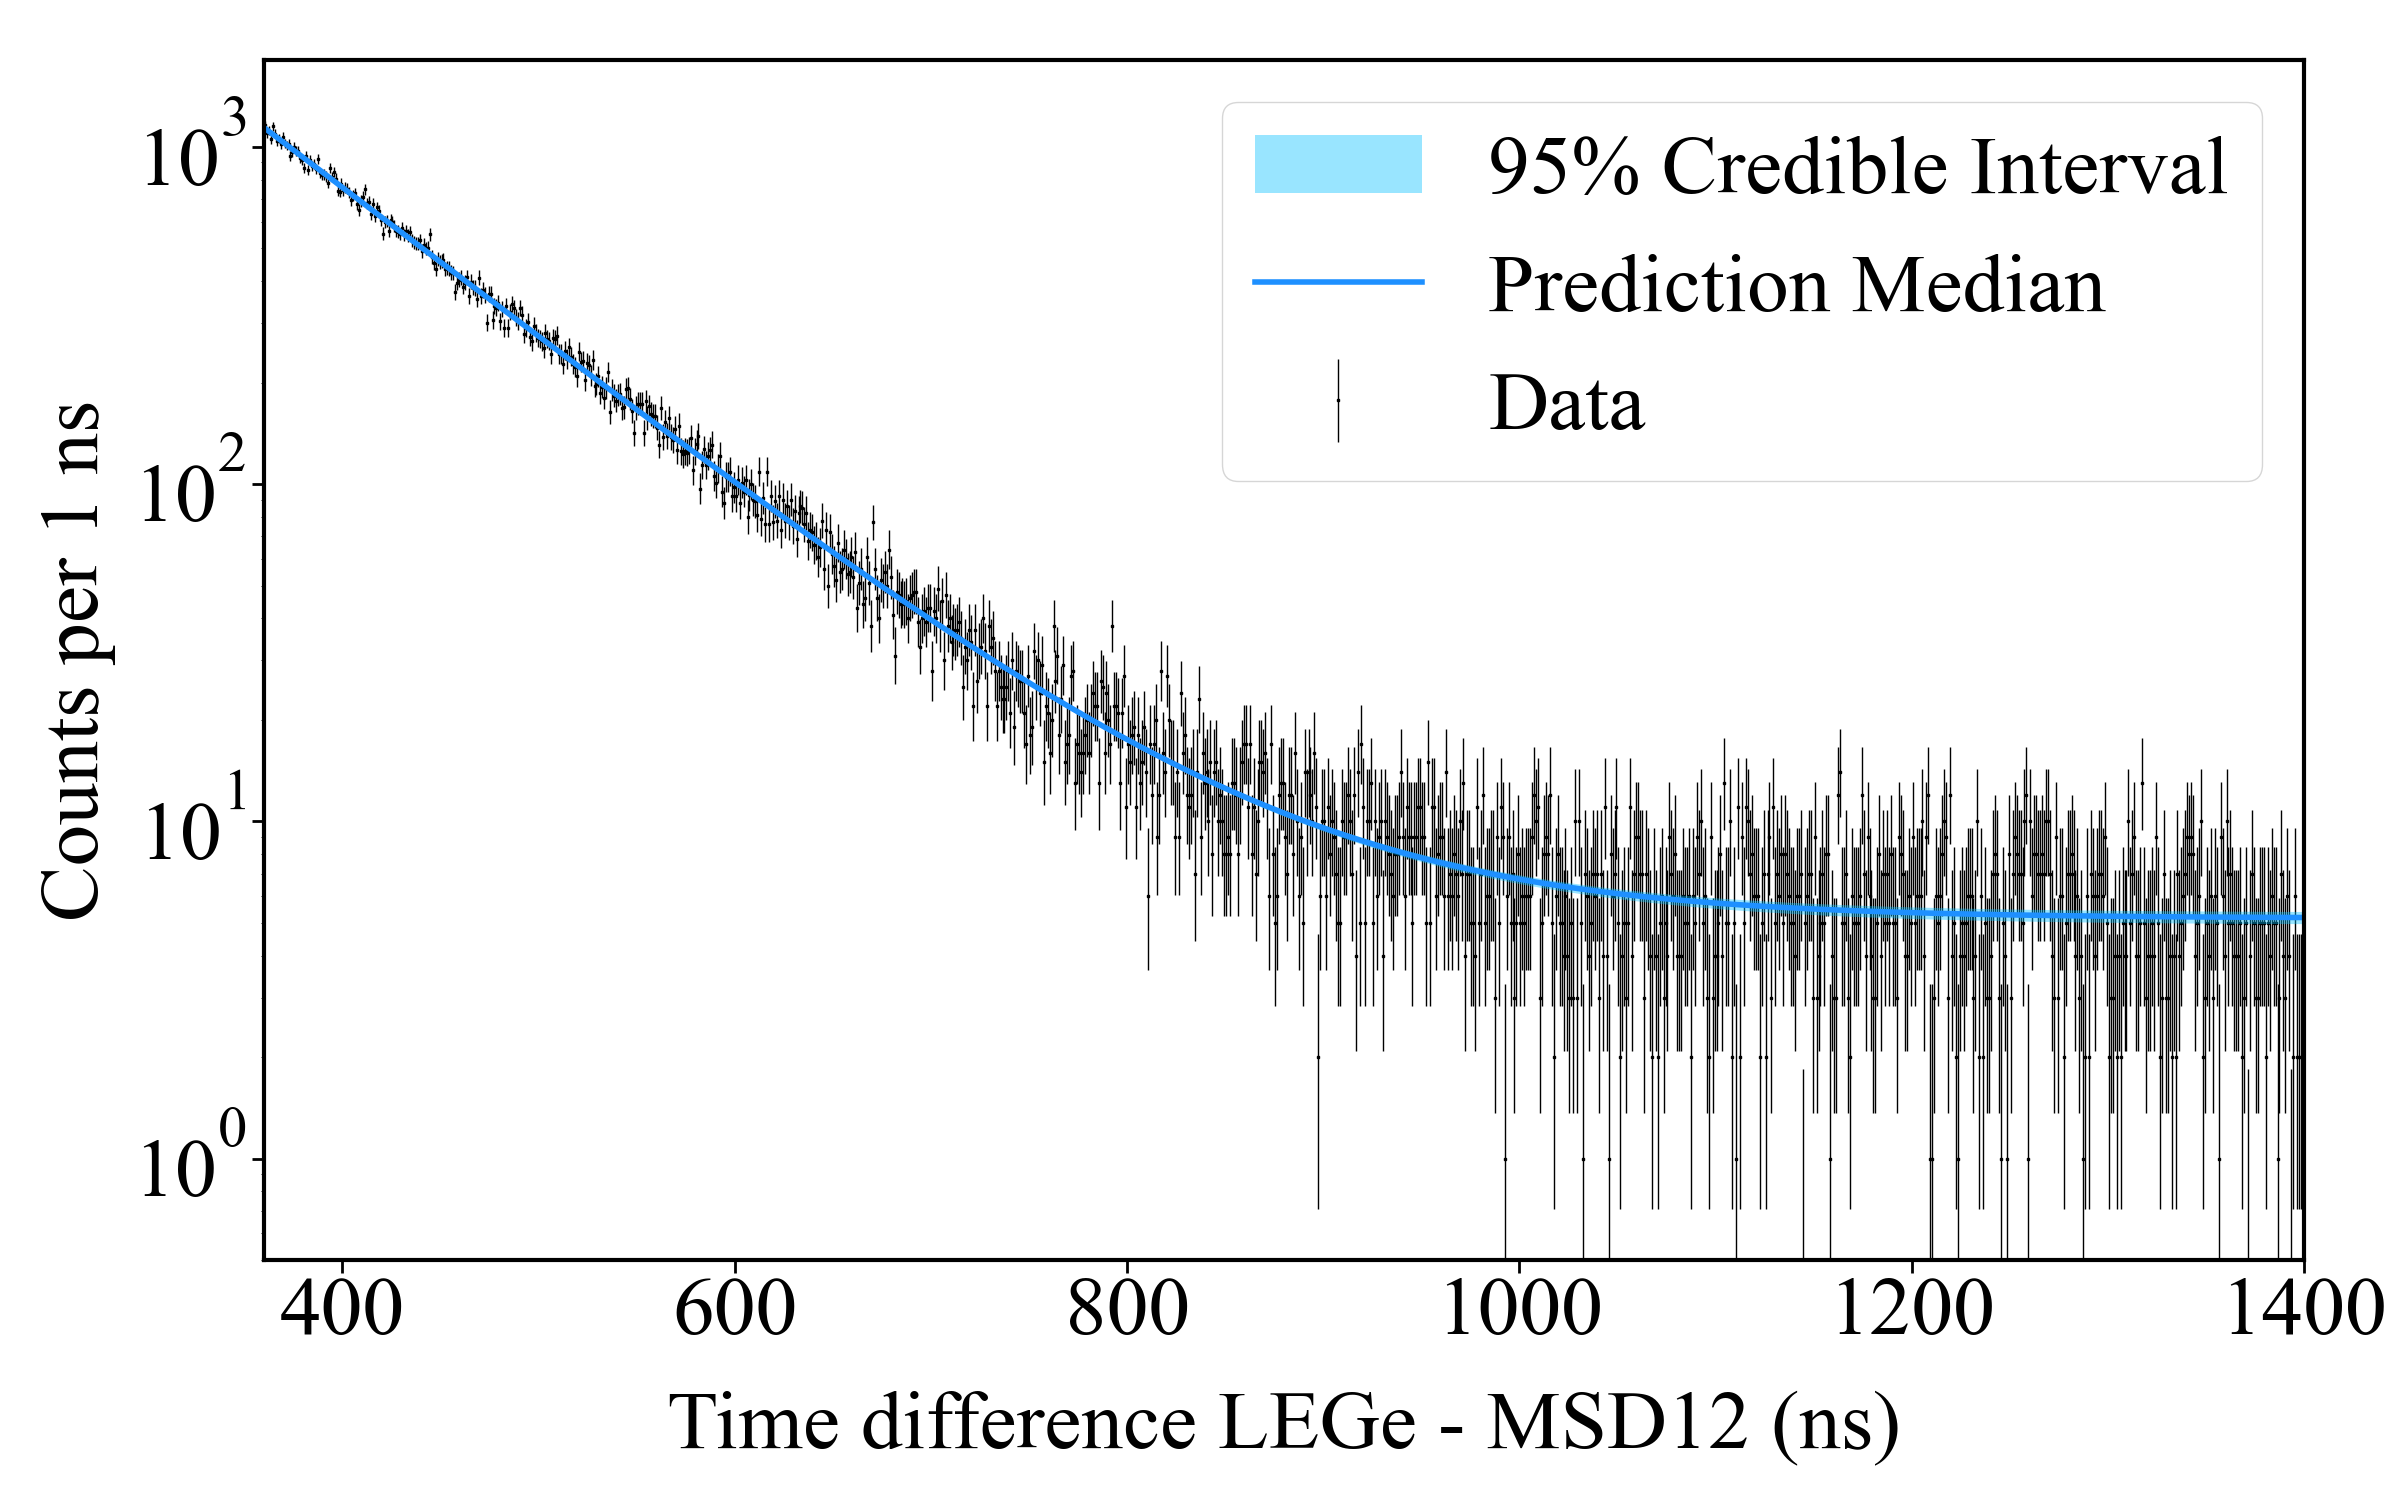 95% Credible Interval
Prediction Median
Data
Counts per 1 ns
10^3
10^2
10^1
10^0
400 600 800 1000 1200 1400
Time difference LEGe - MSD12 (ns)